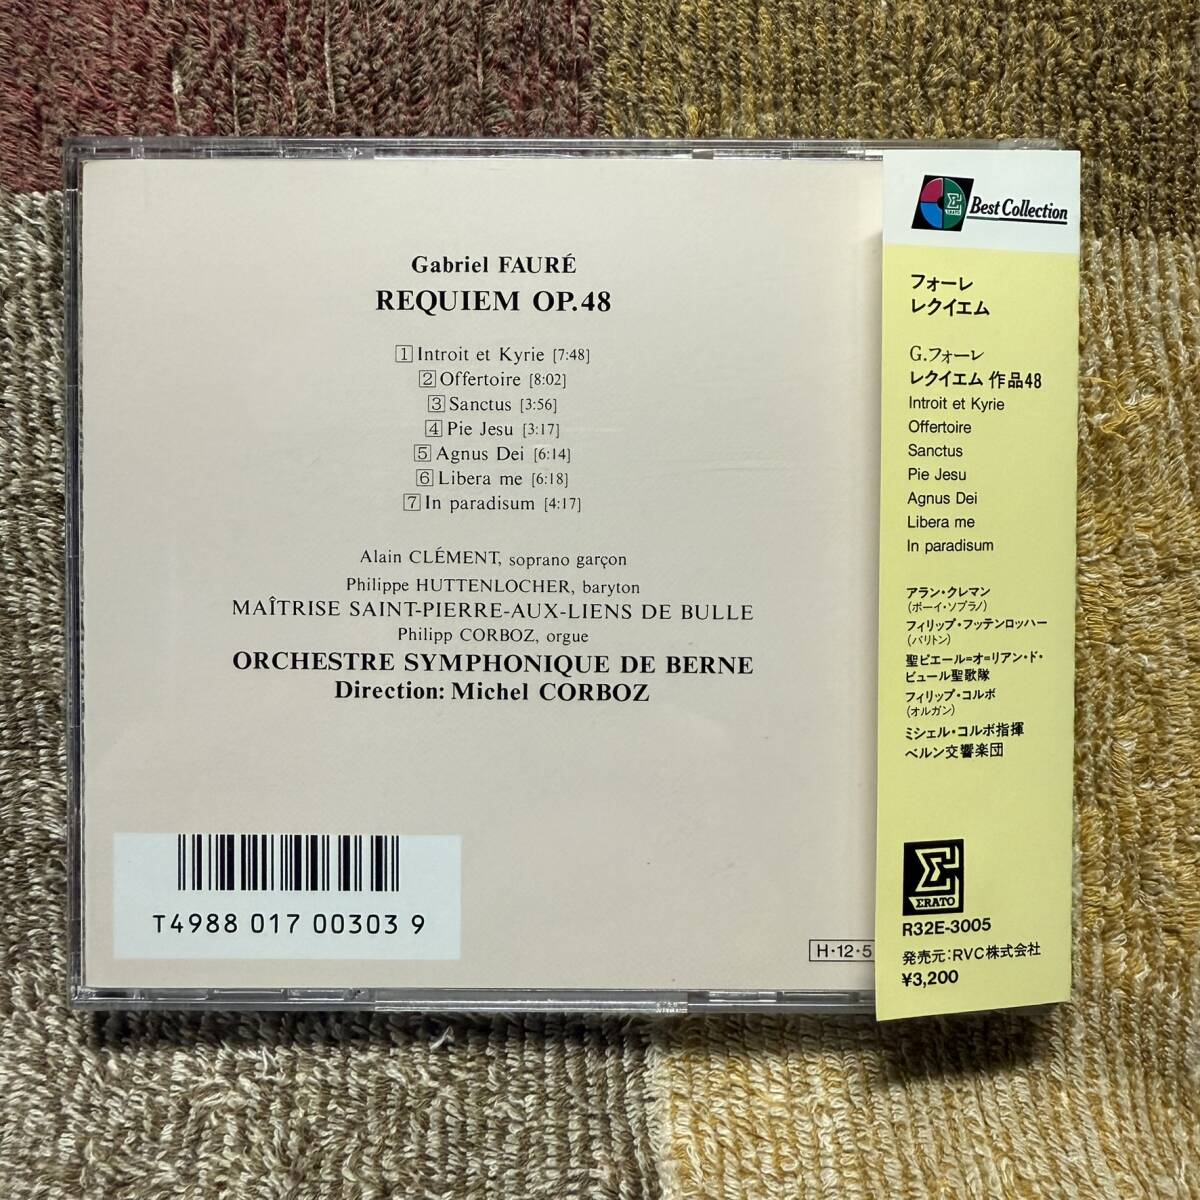 Gabriel FAURÉ
REQUIEM OP.48
1 Introit et Kyrie [7:48]
2 Offertoire [8:02]
3 Sanctus [3:56]
4 Pie Jesu [3:17]
5 Agnus Dei [6:14]
6 Libera me [6:18]
7 In paradisum [4:17]
Alain CLÉMENT, soprano garçon
Philippe HUTTENLOCHER, baryton
MAÎTRISE SAINT-PIERRE-AUX-LIENS DE BULLE
Philipp CORBOZ, orgue
ORCHESTRE SYMPHONIQUE DE BERNE
Direction: Michel CORBOZ
T4988 017 00303 9
H·12·5
ERATO
Best Collection
フォーレ
レクイエム
G.フォーレ
レクイエム 作品48
Introit et Kyrie
Offertoire
Sanctus
Pie Jesu
Agnus Dei
Libera me
In paradisum
アラン・クレマン
(ボーイ・ソプラノ)
フィリップ・フッテンロッハー
(バリトン)
聖ピエール=オ=リアン・ド・
ビュール聖歌隊
フィリップ・コルボ
(オルガン)
ミシェル・コルボ指揮
ベルン交響楽団
ERATO
R32E-3005
発売元:RVC株式会社
¥3,200